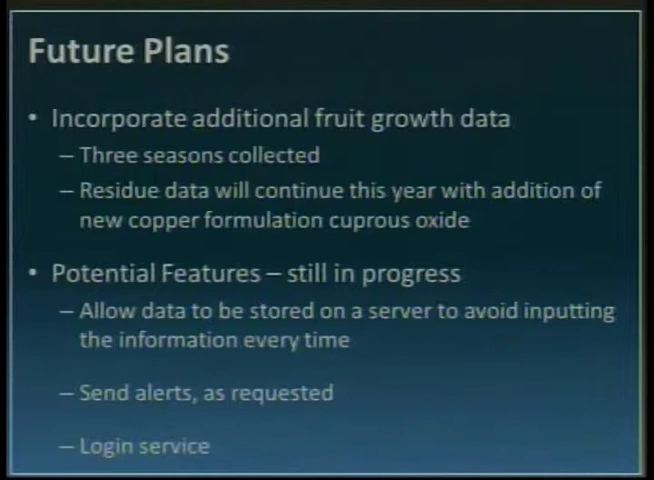 Future Plans
• Incorporate additional fruit growth data
– Three seasons collected
– Residue data will continue this year with addition of
new copper formulation cuprous oxide
• Potential Features – still in progress
– Allow data to be stored on a server to avoid inputting
the information every time
– Send alerts, as requested
– Login service